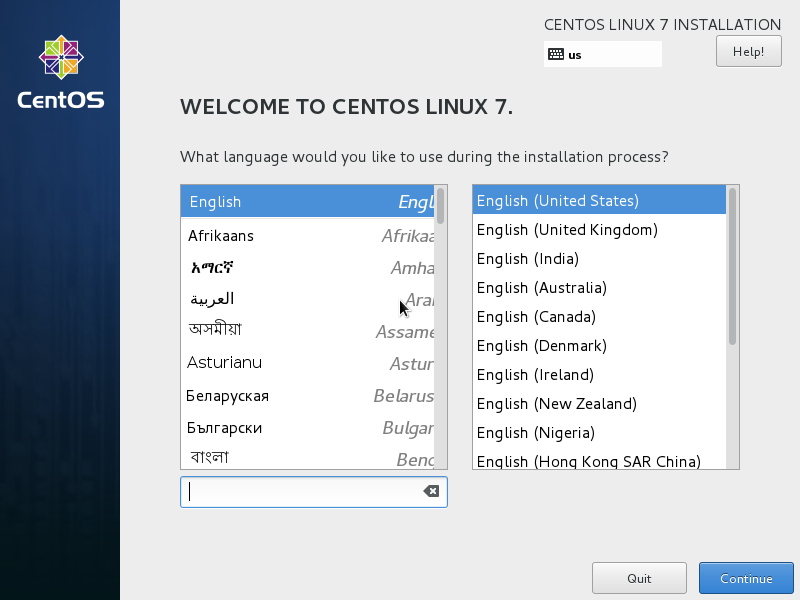 CentOS
CENTOS LINUX 7 INSTALLATION
us
Help!
WELCOME TO CENTOS LINUX 7.
What language would you like to use during the installation process?
English Engl
Afrikaans Afrikaa
አማርኛ Amha
العربية Arai
অসমীয়া Assame
Asturianu Astur
Беларуская Belarus
Български Bulgar
বাংলা Beng
English (United States)
English (United Kingdom)
English (India)
English (Australia)
English (Canada)
English (Denmark)
English (Ireland)
English (New Zealand)
English (Nigeria)
English (Hong Kong SAR China)
Quit
Continue